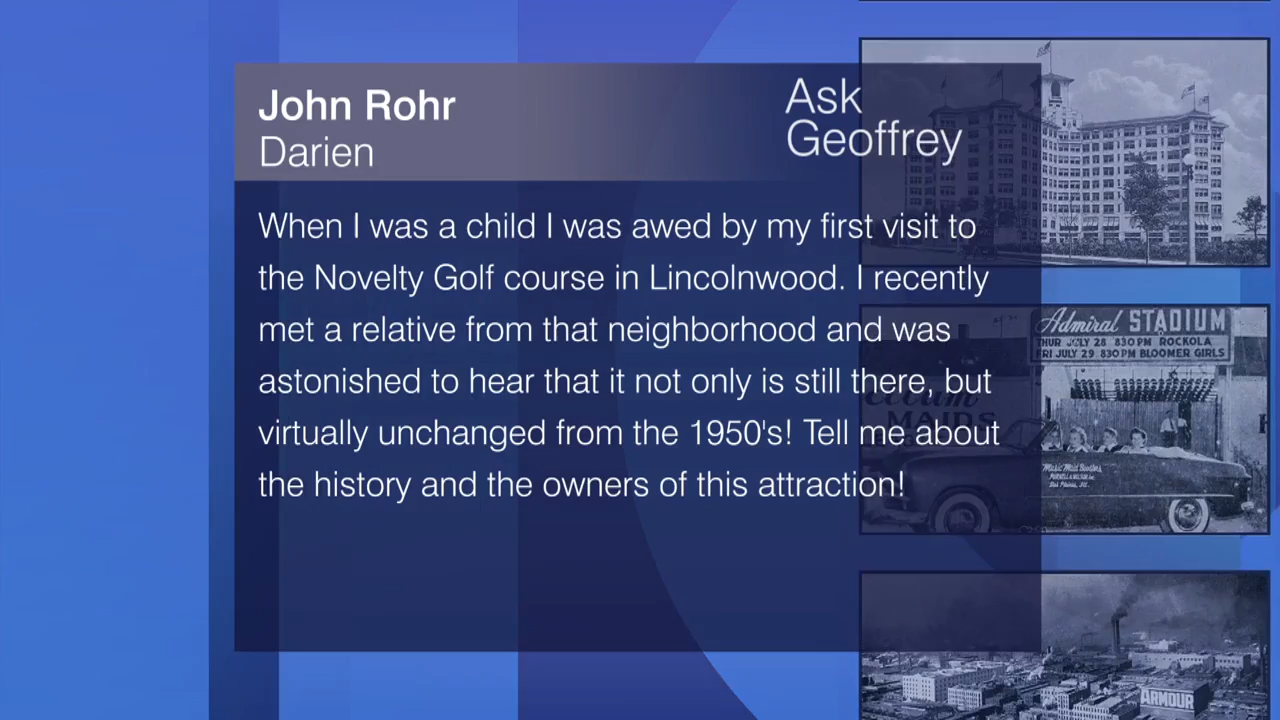 John Rohr
Darien
Ask
Geoffrey
When I was a child I was awed by my first visit to
the Novelty Golf course in Lincolnwood. I recently
met a relative from that neighborhood and was
astonished to hear that it not only is still there, but
virtually unchanged from the 1950's! Tell me about
the history and the owners of this attraction!
Admiral STADIUM
THUR JULY 28 830 PM ROCKOLA
FRI JULY 29 830 PM BLOOMER GIRLS
MAIDS
Music Maid Beauties
ARMOUR